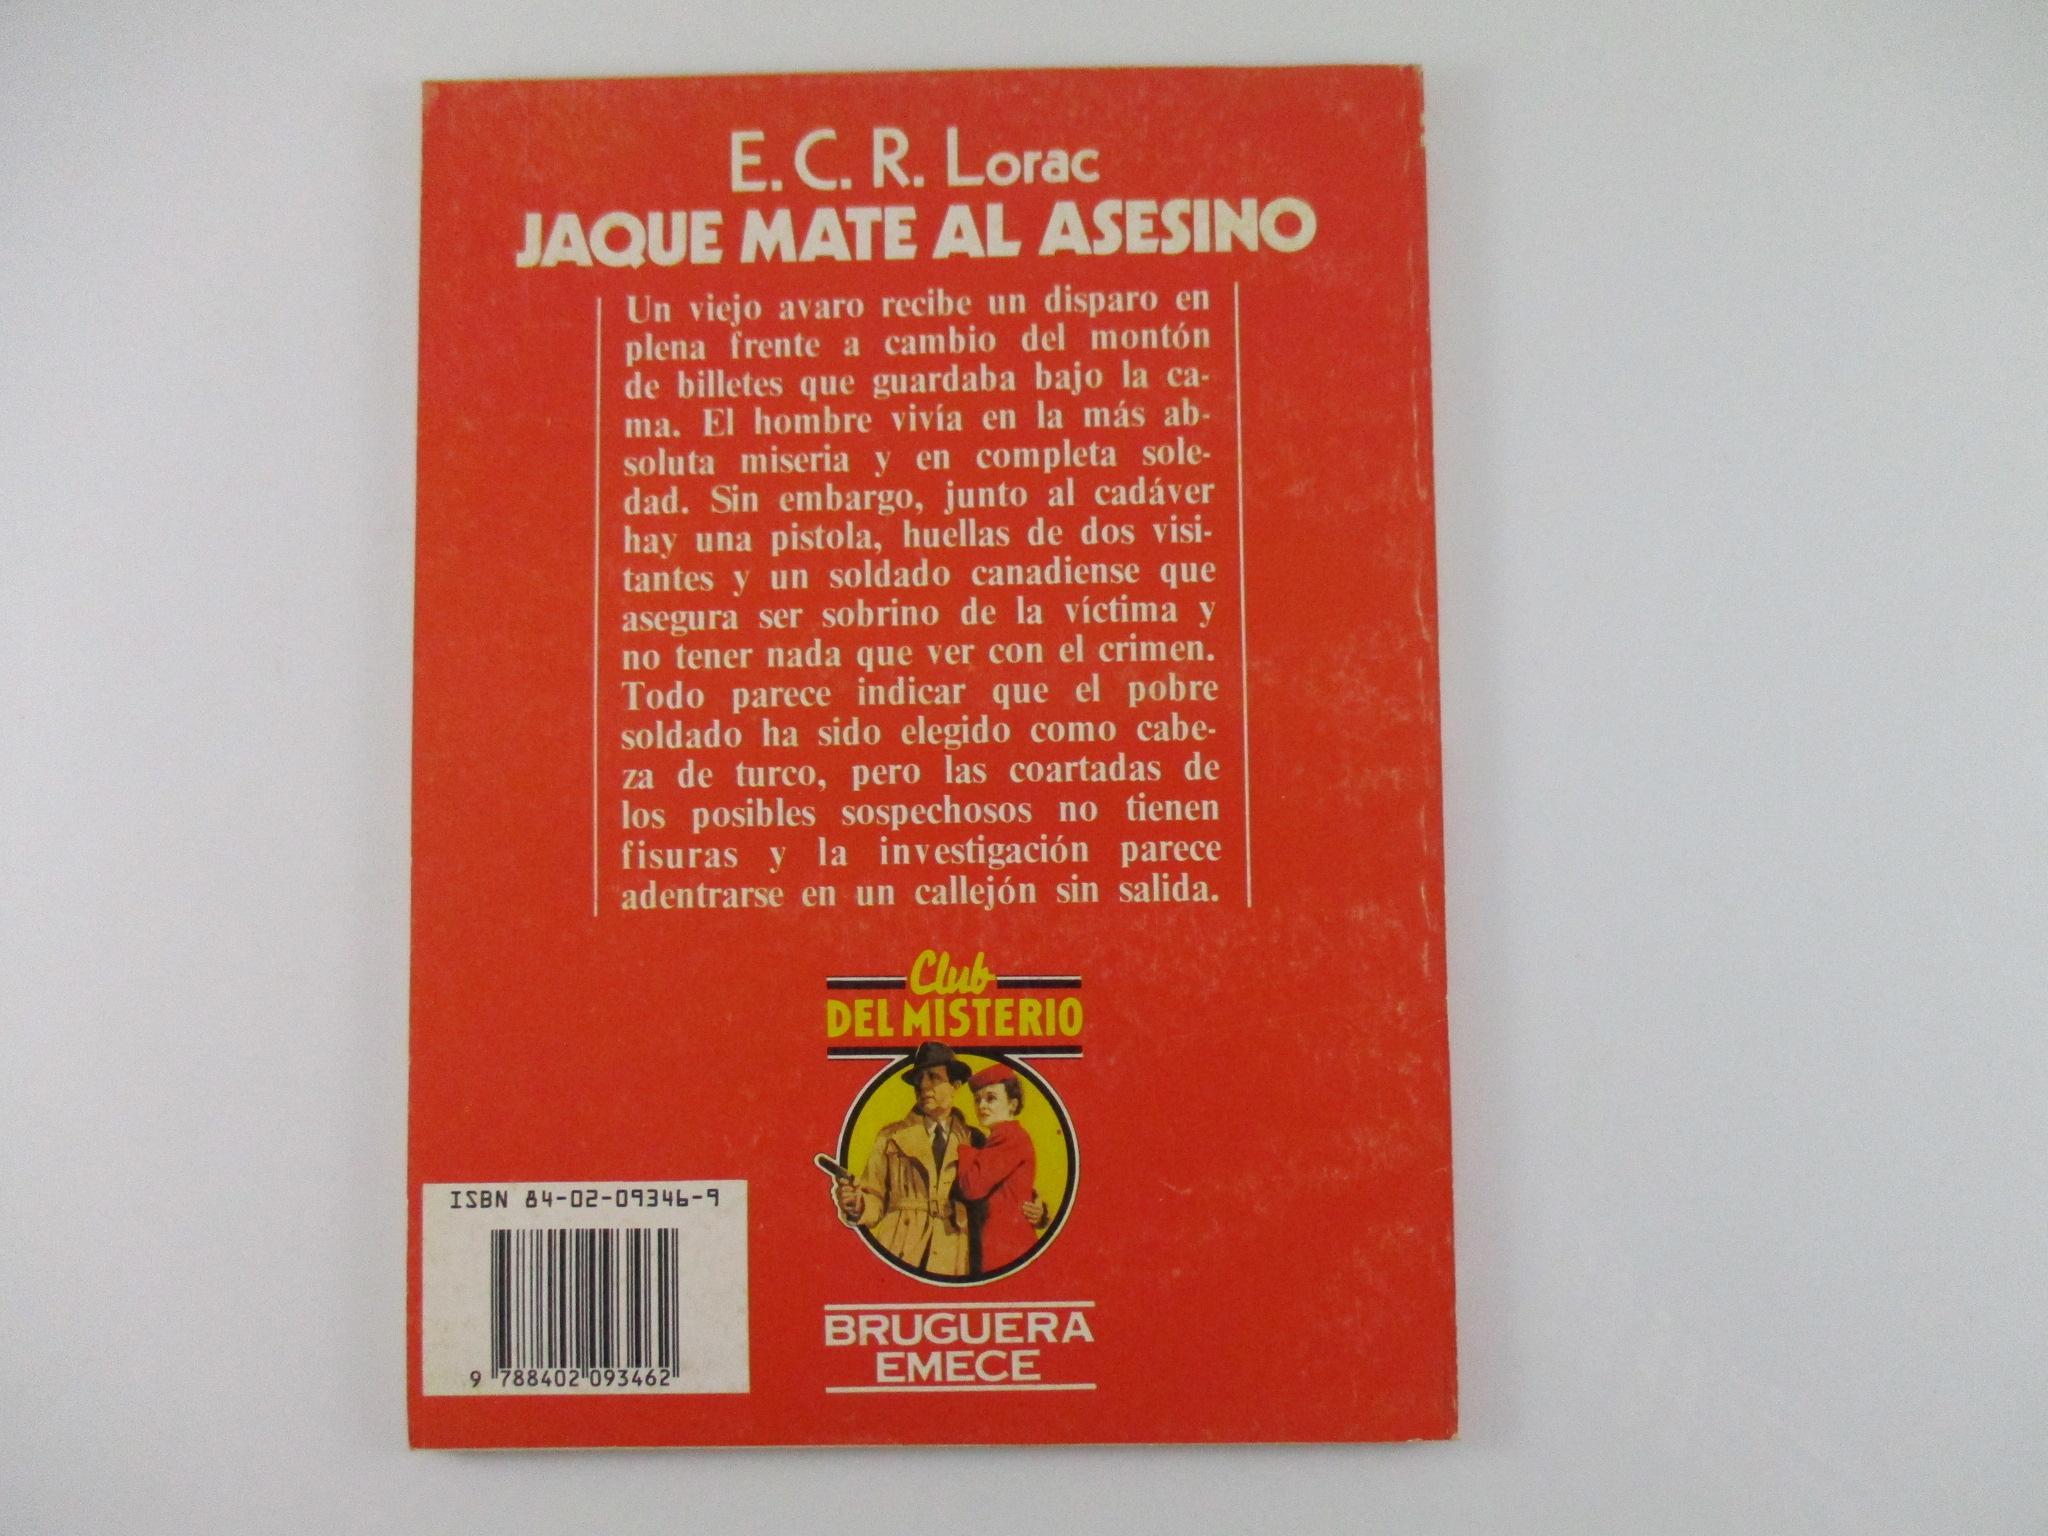 E. C. R. Lorac
JAQUE MATE AL ASESINO
Un viejo avaro recibe un disparo en
plena frente a cambio del montón
de billetes que guardaba bajo la ca-
ma. El hombre vivía en la más ab-
soluta miseria y en completa sole-
dad. Sin embargo, junto al cadáver
hay una pistola, huellas de dos visi-
tantes y un soldado canadiense que
asegura ser sobrino de la víctima y
no tener nada que ver con el crimen.
Todo parece indicar que el pobre
soldado ha sido elegido como cabe-
za de turco, pero las coartadas de
los posibles sospechosos no tienen
fisuras y la investigación parece
adentrarse en un callejón sin salida.
Club
DEL MISTERIO
ISBN 84-02-09346-9
9 788402 093462
BRUGUERA
EMECE